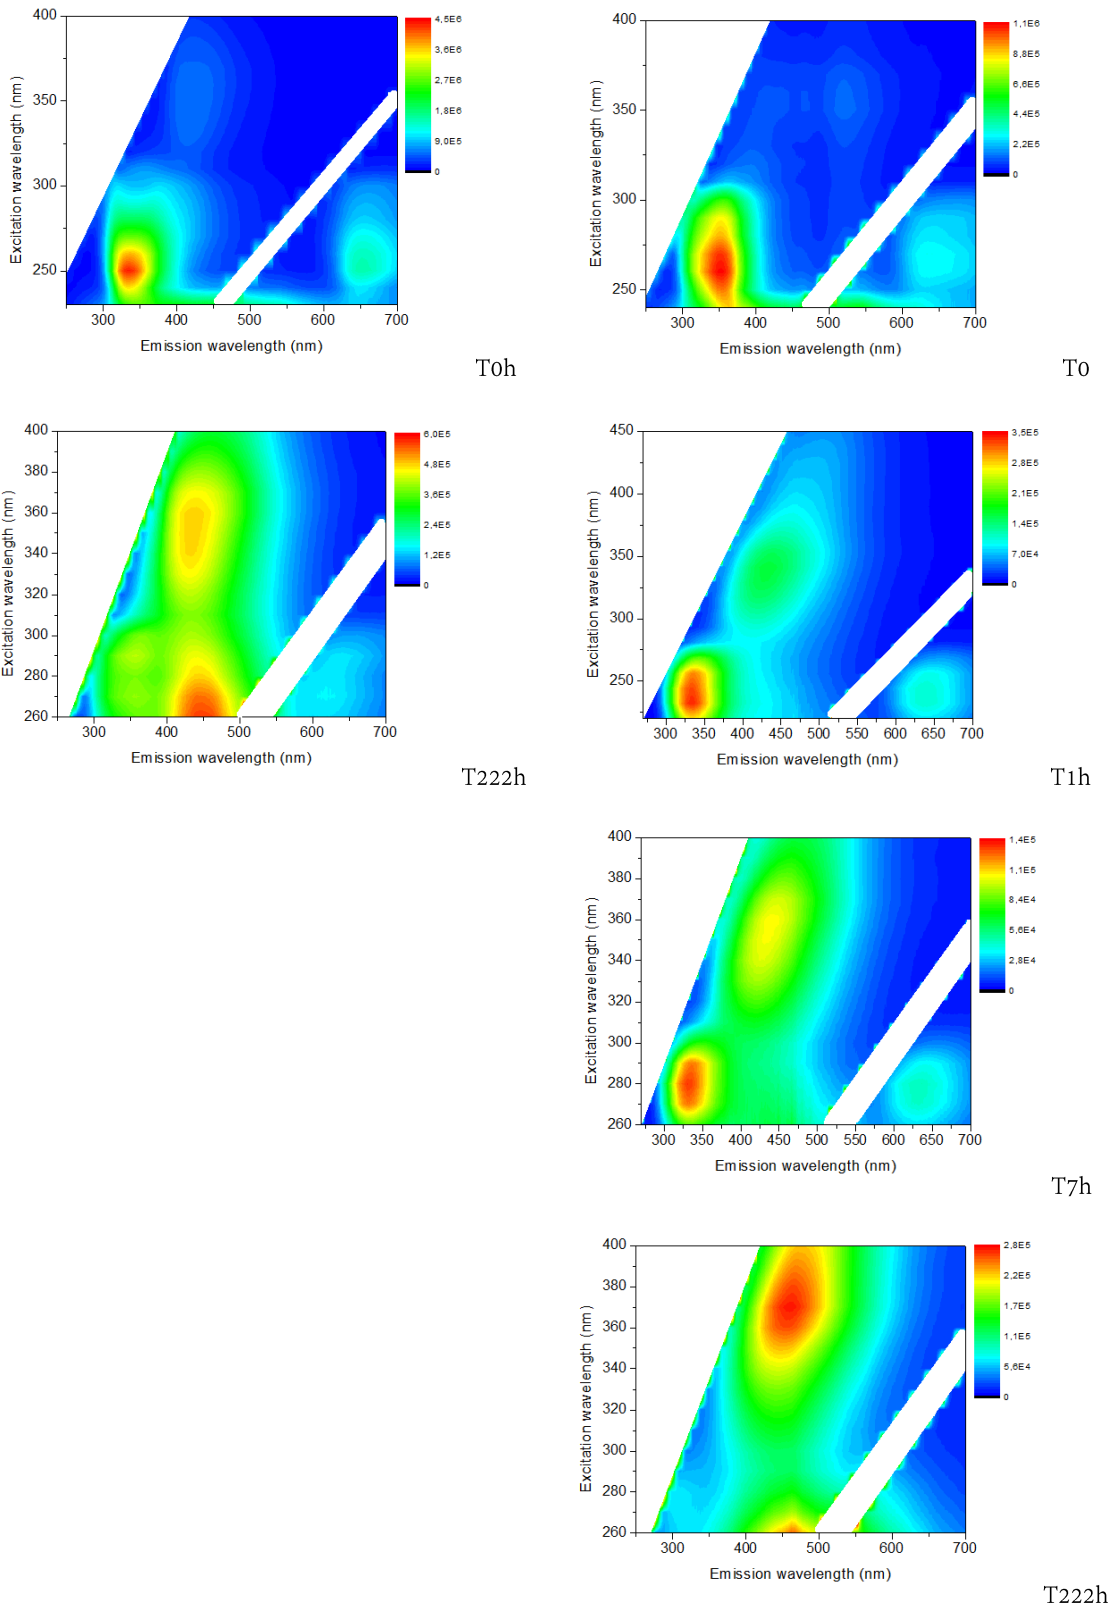 400
350
300
250
300 400 500 600 700
Excitation wavelength (nm)
Emission wavelength (nm)
4,5E6
3,6E6
2,7E6
1,8E6
9,0E5
0
T0h
400
350
300
250
300 400 500 600 700
Excitation wavelength (nm)
Emission wavelength (nm)
1,1E6
8,8E5
6,6E5
4,4E5
2,2E5
0
T0
400
380
360
340
320
300
280
260
300 400 500 600 700
Excitation wavelength (nm)
Emission wavelength (nm)
6,0E5
4,8E5
3,6E5
2,4E5
1,2E5
0
T222h
450
400
350
300
250
300 350 400 450 500 550 600 650 700
Excitation wavelength (nm)
Emission wavelength (nm)
3,5E5
2,8E5
2,1E5
1,4E5
7,0E4
0
T1h
400
380
360
340
320
300
280
260
300 350 400 450 500 550 600 650 700
Excitation wavelength (nm)
Emission wavelength (nm)
1,4E5
1,1E5
8,4E4
5,6E4
2,8E4
0
T7h
400
380
360
340
320
300
280
260
300 400 500 600 700
Excitation wavelength (nm)
Emission wavelength (nm)
2,8E5
2,2E5
1,7E5
1,1E5
5,6E4
0
T222h